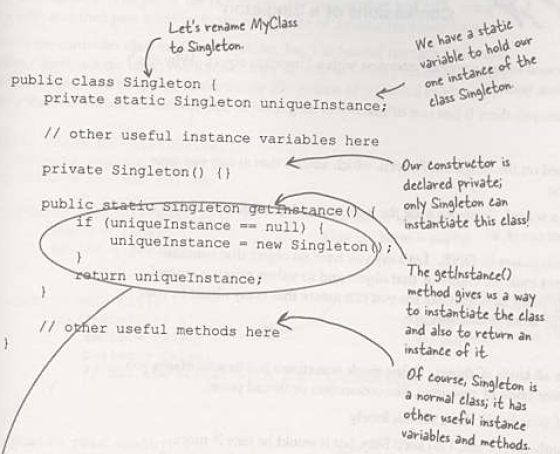 Let's rename MyClass
to Singleton.
We have a static
variable to hold our
one instance of the
class Singleton.
public class Singleton {
private static Singleton uniqueInstance;
// other useful instance variables here
private Singleton() {}
Our constructor is
declared private;
only Singleton can
instantiate this class!
public static Singleton getInstance() {
if (uniqueInstance == null) {
uniqueInstance = new Singleton();
}
return uniqueInstance;
}
The getInstance()
method gives us a way
to instantiate the class
and also to return an
instance of it.
// other useful methods here
}
Of course, Singleton is
a normal class; it has
other useful instance
variables and methods.